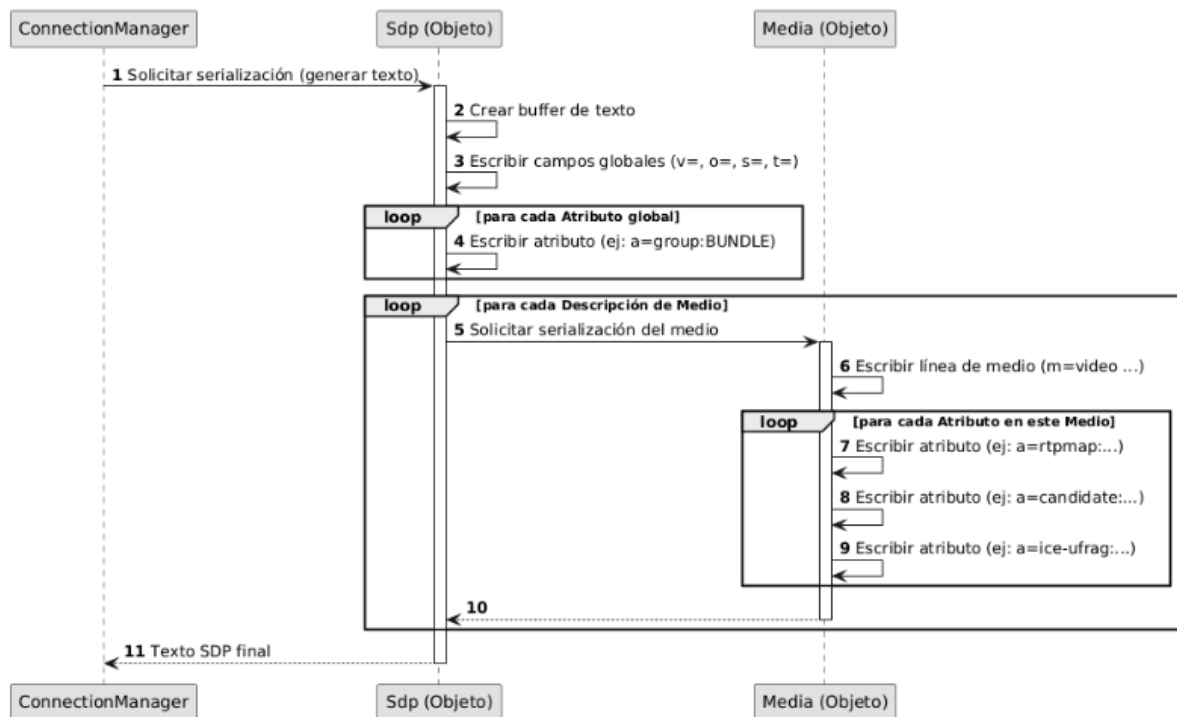 ConnectionManager
Sdp (Objeto)
Media (Objeto)
1 Solicitar serialización (generar texto)
2 Crear buffer de texto
3 Escribir campos globales (v=, o=, s=, t=)
loop [para cada Atributo global]
4 Escribir atributo (ej: a=group:BUNDLE)
loop [para cada Descripción de Medio]
5 Solicitar serialización del medio
6 Escribir línea de medio (m=video ...)
loop [para cada Atributo en este Medio]
7 Escribir atributo (ej: a=rtpmap:...)
8 Escribir atributo (ej: a=candidate:...)
9 Escribir atributo (ej: a=ice-ufrag:...)
10
11 Texto SDP final
ConnectionManager
Sdp (Objeto)
Media (Objeto)